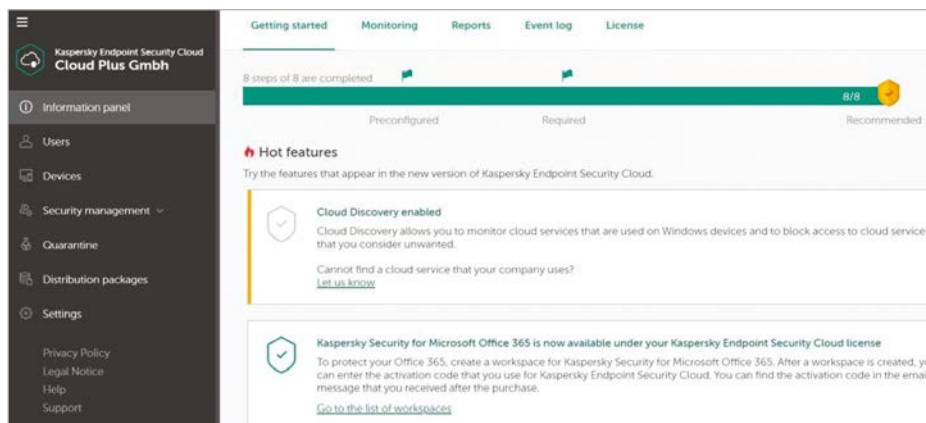 Kaspersky Endpoint Security Cloud
Cloud Plus Gmbh
Information panel
Users
Devices
Security management
Quarantine
Distribution packages
Settings
Privacy Policy
Legal Notice
Help
Support
Getting started Monitoring Reports Event log License
8 steps of 8 are completed
8/8
Preconfigured Required Recommended
Hot features
Try the features that appear in the new version of Kaspersky Endpoint Security Cloud.
Cloud Discovery enabled
Cloud Discovery allows you to monitor cloud services that are used on Windows devices and to block access to cloud service
that you consider unwanted.
Cannot find a cloud service that your company uses?
Let us know
Kaspersky Security for Microsoft Office 365 is now available under your Kaspersky Endpoint Security Cloud license
To protect your Office 365, create a workspace for Kaspersky Security for Microsoft Office 365. After a workspace is created,
can enter the activation code that you use for Kaspersky Endpoint Security Cloud. You can find the activation code in the emai
message that you received after the purchase.
Go to the list of workspaces